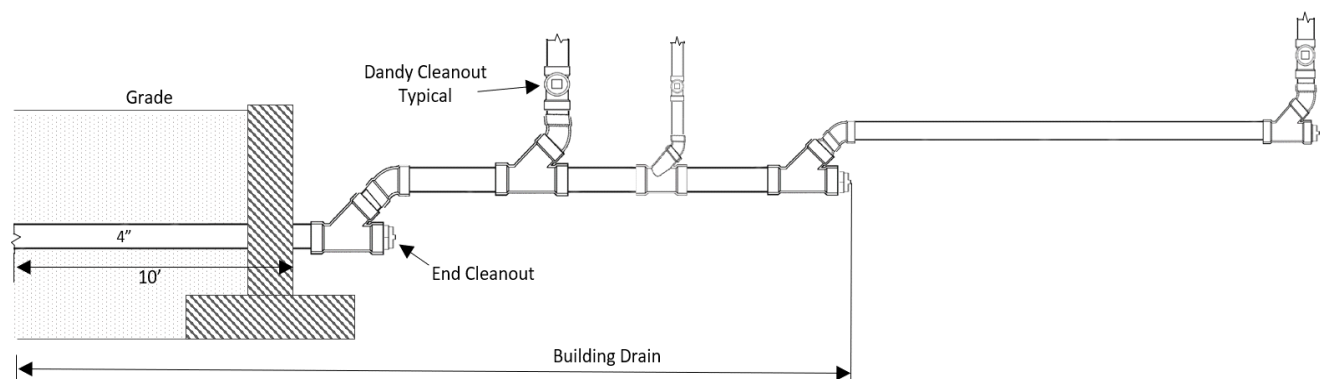 Dandy Cleanout
Typical
Grade
4”
10’
End Cleanout
Building Drain